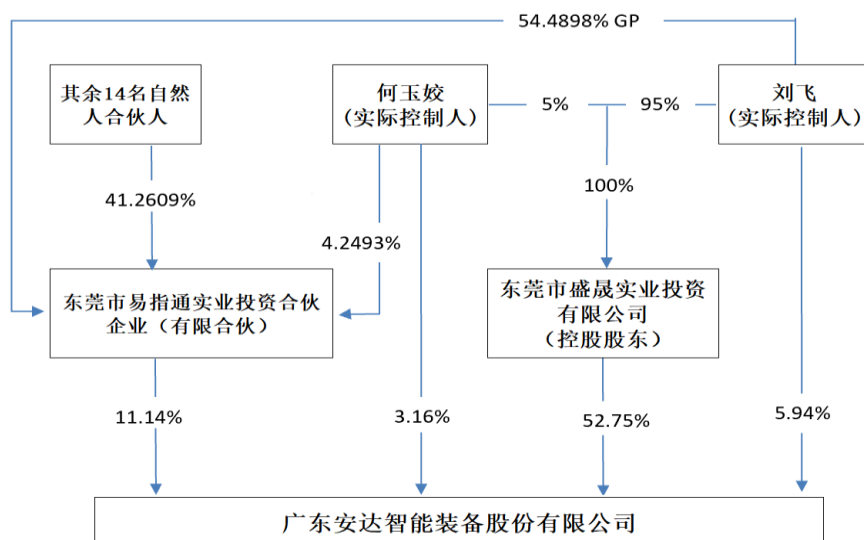 54.4898% GP
其余14名自然
人合伙人
何玉姣
(实际控制人)
5%
95%
刘飞
(实际控制人)
41.2609%
4.2493%
100%
东莞市易指通实业投资合伙
企业（有限合伙）
东莞市盛晟实业投资
有限公司
（控股股东）
11.14%
3.16%
52.75%
5.94%
广东安达智能装备股份有限公司